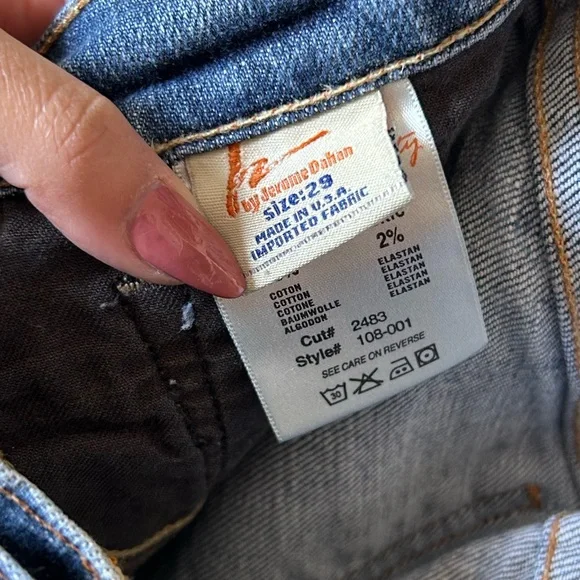 by Jerome Dahan
Size:29
MADE IN U.S.A.
IMPORTED FABRIC
2%
COTON ELASTAN
COTTON ELASTAN
COTONE ELASTAN
BAUMWOLLE ELASTAN
ALGODON
Cut# 2483
Style# 108-001
SEE CARE ON REVERSE
30